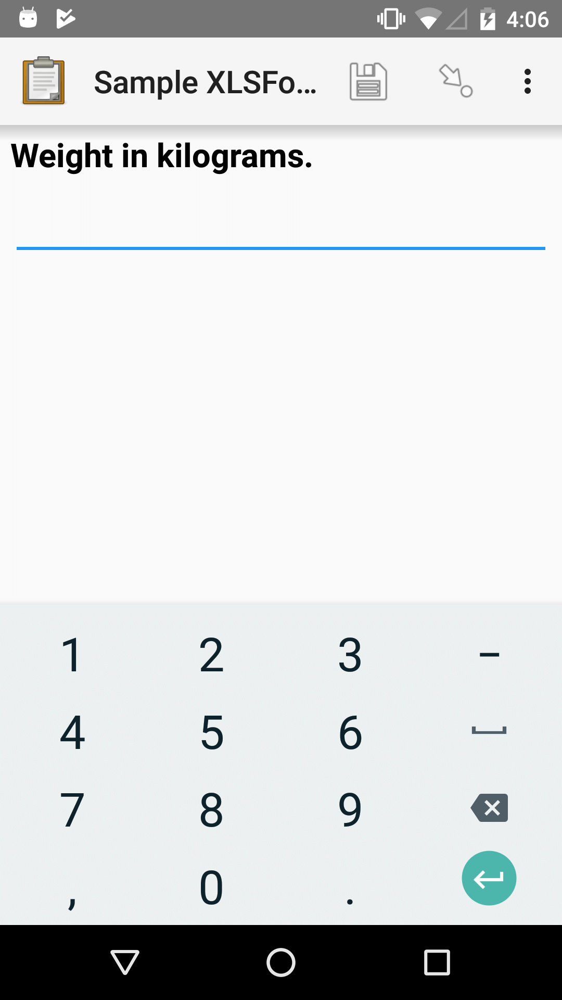 4:06
Sample XLSFo...
Weight in kilograms.
1 2 3 -
4 5 6
7 8 9
, 0 .